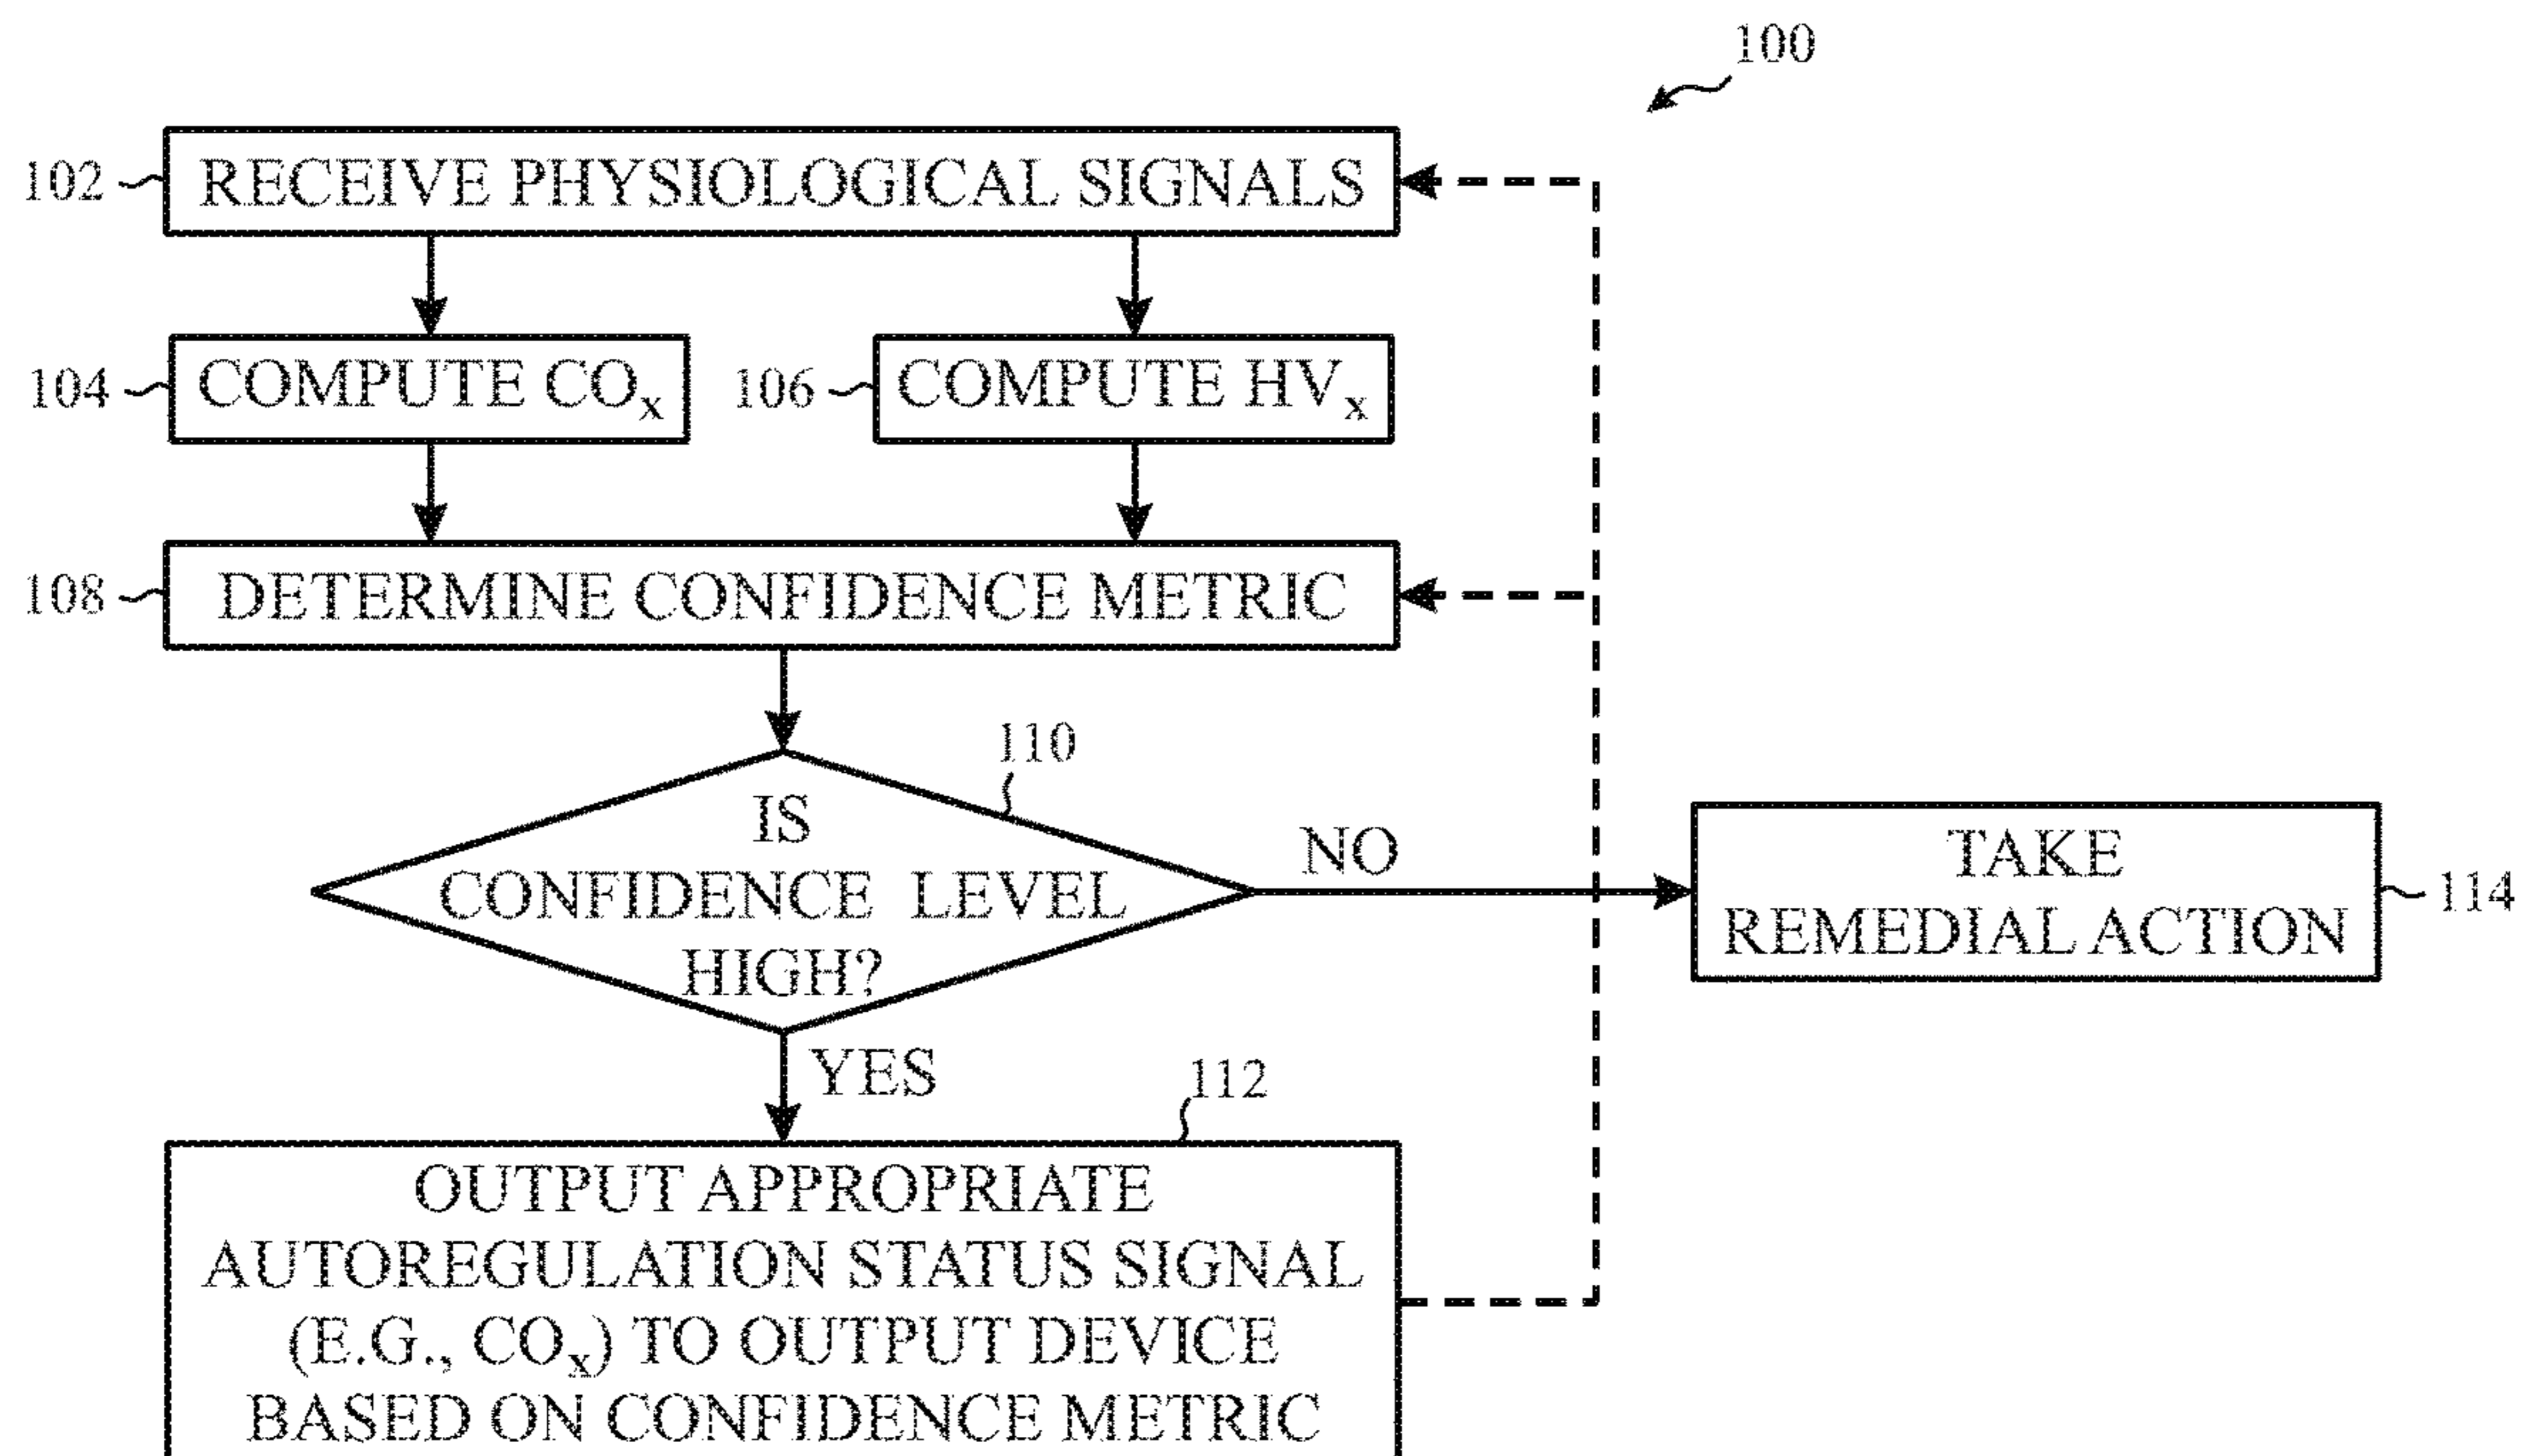 100
102
RECEIVE PHYSIOLOGICAL SIGNALS
104
COMPUTE COₓ
106
COMPUTE HVₓ
108
DETERMINE CONFIDENCE METRIC
110
IS
CONFIDENCE LEVEL
HIGH?
NO
TAKE
REMEDIAL ACTION
114
YES
112
OUTPUT APPROPRIATE
AUTOREGULATION STATUS SIGNAL
(E.G., COₓ) TO OUTPUT DEVICE
BASED ON CONFIDENCE METRIC